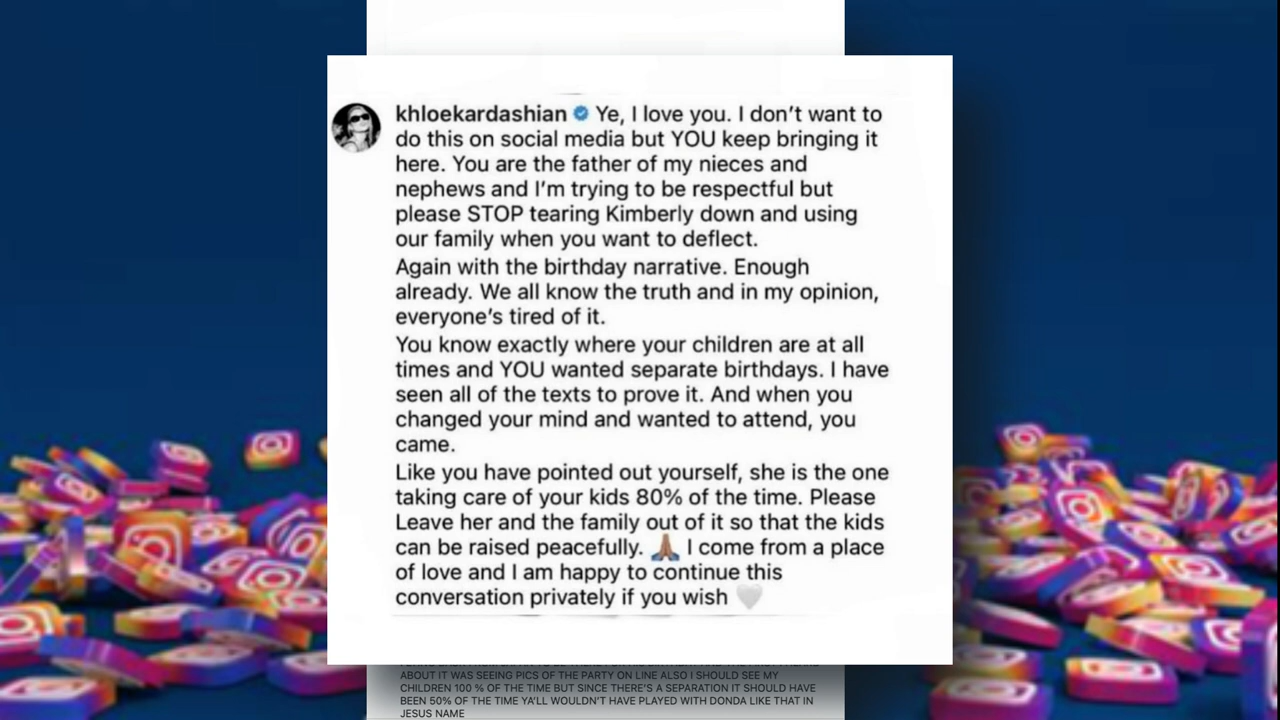 khloekardashian Ye, I love you. I don’t want to
do this on social media but YOU keep bringing it
here. You are the father of my nieces and
nephews and I’m trying to be respectful but
please STOP tearing Kimberly down and using
our family when you want to deflect.
Again with the birthday narrative. Enough
already. We all know the truth and in my opinion,
everyone’s tired of it.
You know exactly where your children are at all
times and YOU wanted separate birthdays. I have
seen all of the texts to prove it. And when you
changed your mind and wanted to attend, you
came.
Like you have pointed out yourself, she is the one
taking care of your kids 80% of the time. Please
Leave her and the family out of it so that the kids
can be raised peacefully. 🙏🏽 I come from a place
of love and I am happy to continue this
conversation privately if you wish 🤍
ABOUT IT WAS SEEING PICS OF THE PARTY ON LINE ALSO I SHOULD SEE MY
CHILDREN 100 % OF THE TIME BUT SINCE THERE'S A SEPARATION IT SHOULD HAVE
BEEN 50% OF THE TIME YA'LL WOULDN'T HAVE PLAYED WITH DONDA LIKE THAT IN
JESUS NAME